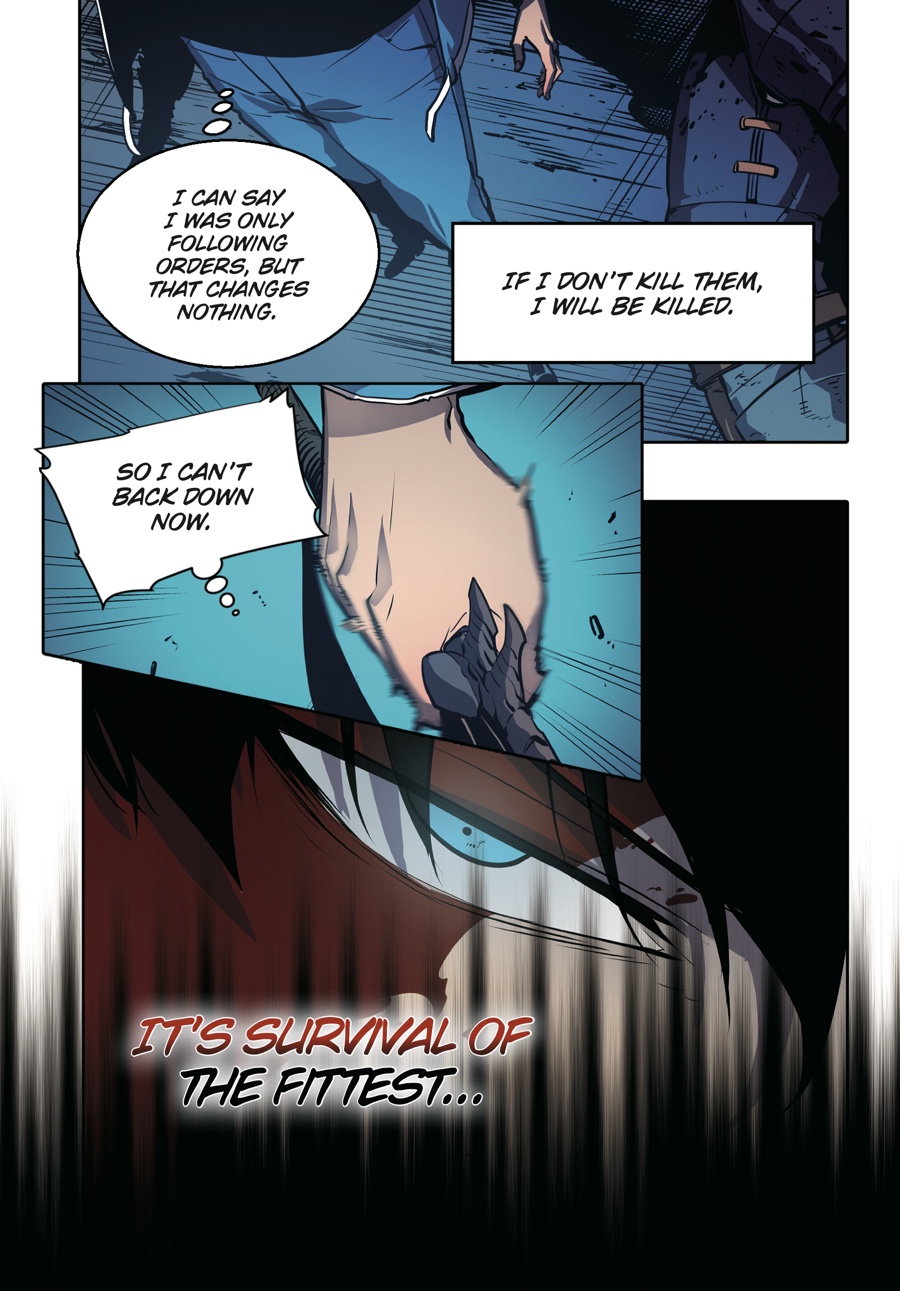 I CAN SAY
I WAS ONLY
FOLLOWING
ORDERS, BUT
THAT CHANGES
NOTHING.
IF I DON'T KILL THEM,
I WILL BE KILLED.
SO I CAN'T
BACK DOWN
NOW.
IT'S SURVIVAL OF
THE FITTEST...